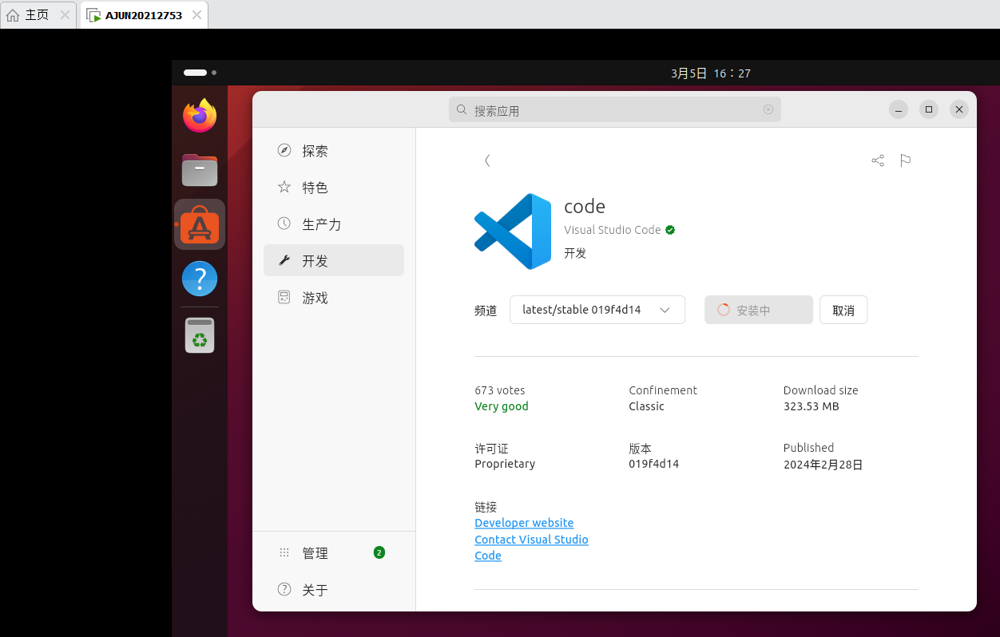 主页
AJUN20212753
3月5日 16：27
搜索应用
探索
特色
生产力
开发
游戏
管理
2
关于
code
Visual Studio Code
开发
频道
latest/stable 019f4d14
安装中
取消
673 votes
Very good
Confinement
Classic
Download size
323.53 MB
许可证
Proprietary
版本
019f4d14
Published
2024年2月28日
链接
Developer website
Contact Visual Studio
Code